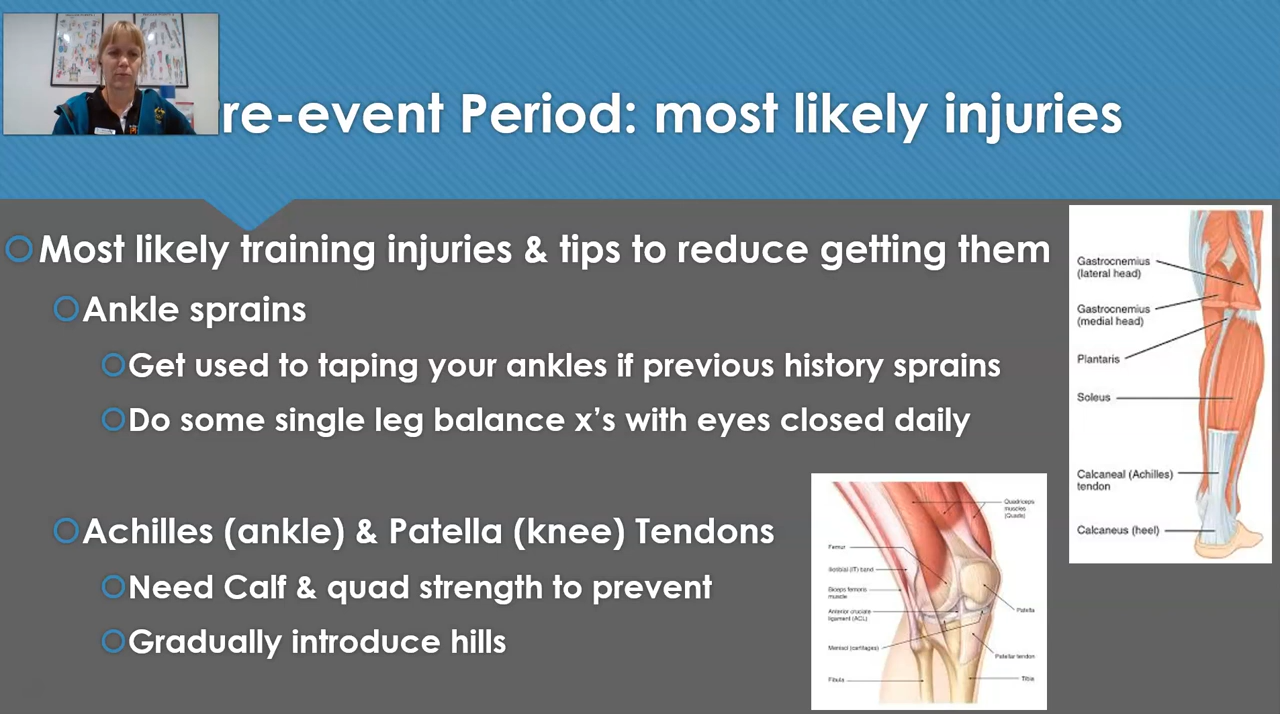 re-event Period: most likely injuries
Most likely training injuries & tips to reduce getting them
Ankle sprains
Get used to taping your ankles if previous history sprains
Do some single leg balance x’s with eyes closed daily
Achilles (ankle) & Patella (knee) Tendons
Need Calf & quad strength to prevent
Gradually introduce hills
Gastrocnemius
(lateral head)
Gastrocnemius
(medial head)
Plantaris
Soleus
Calcaneal (Achilles)
tendon
Calcaneus (heel)
Quadriceps
muscles
(Quads)
Femur
Iliotibial (IT) band
Biceps femoris
muscle
Anterior cruciate
ligament (ACL)
Menisci (cartilages)
Fibula
Patella
Patellar tendon
Tibia